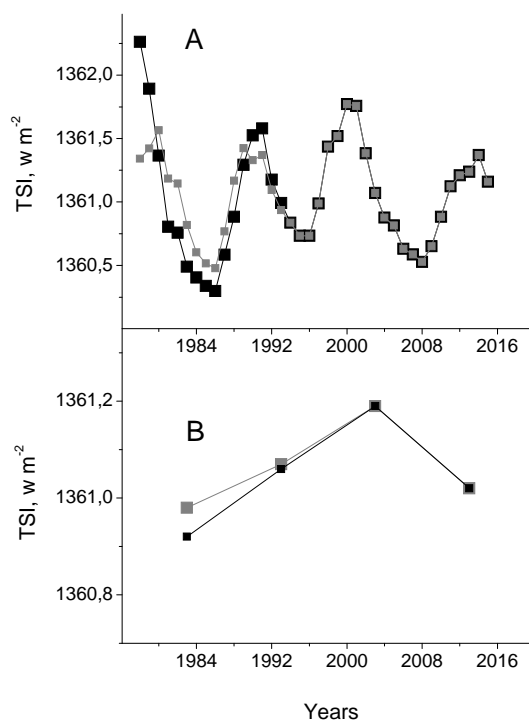 A
1362,0
1361,5
1361,0
1360,5
TSI, w m⁻²
1984 1992 2000 2008 2016
B
1361,2
1361,0
1360,8
TSI, w m⁻²
1984 1992 2000 2008 2016
Years